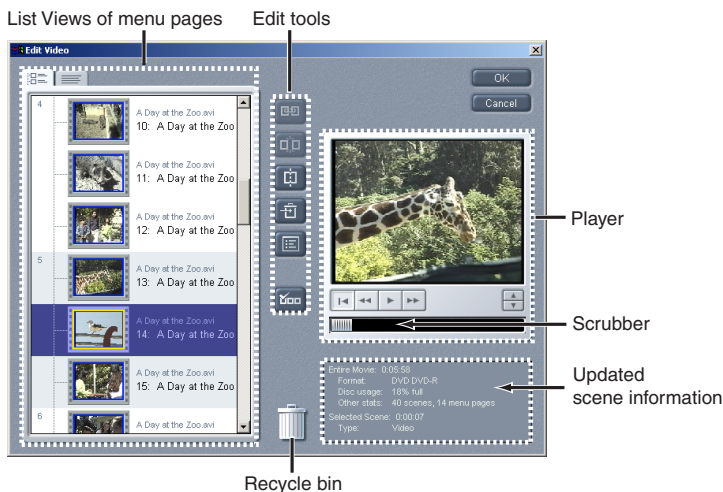 List Views of menu pages
Edit tools
Edit Video
OK
Cancel
4
A Day at the Zoo.avi
10: A Day at the Zoo
A Day at the Zoo.avi
11: A Day at the Zoo
A Day at the Zoo.avi
12: A Day at the Zoo
5
A Day at the Zoo.avi
13: A Day at the Zoo
A Day at the Zoo.avi
14: A Day at the Zoo
A Day at the Zoo.avi
15: A Day at the Zoo
6
A Day at the Zoo.avi
Player
Scrubber
Entire Movie: 0:05:58
Format: DVD DVD-R
Disc usage: 18% full
Other stats: 40 scenes, 14 menu pages
Selected Scene: 0:00:07
Type: Video
Updated
scene information
Recycle bin